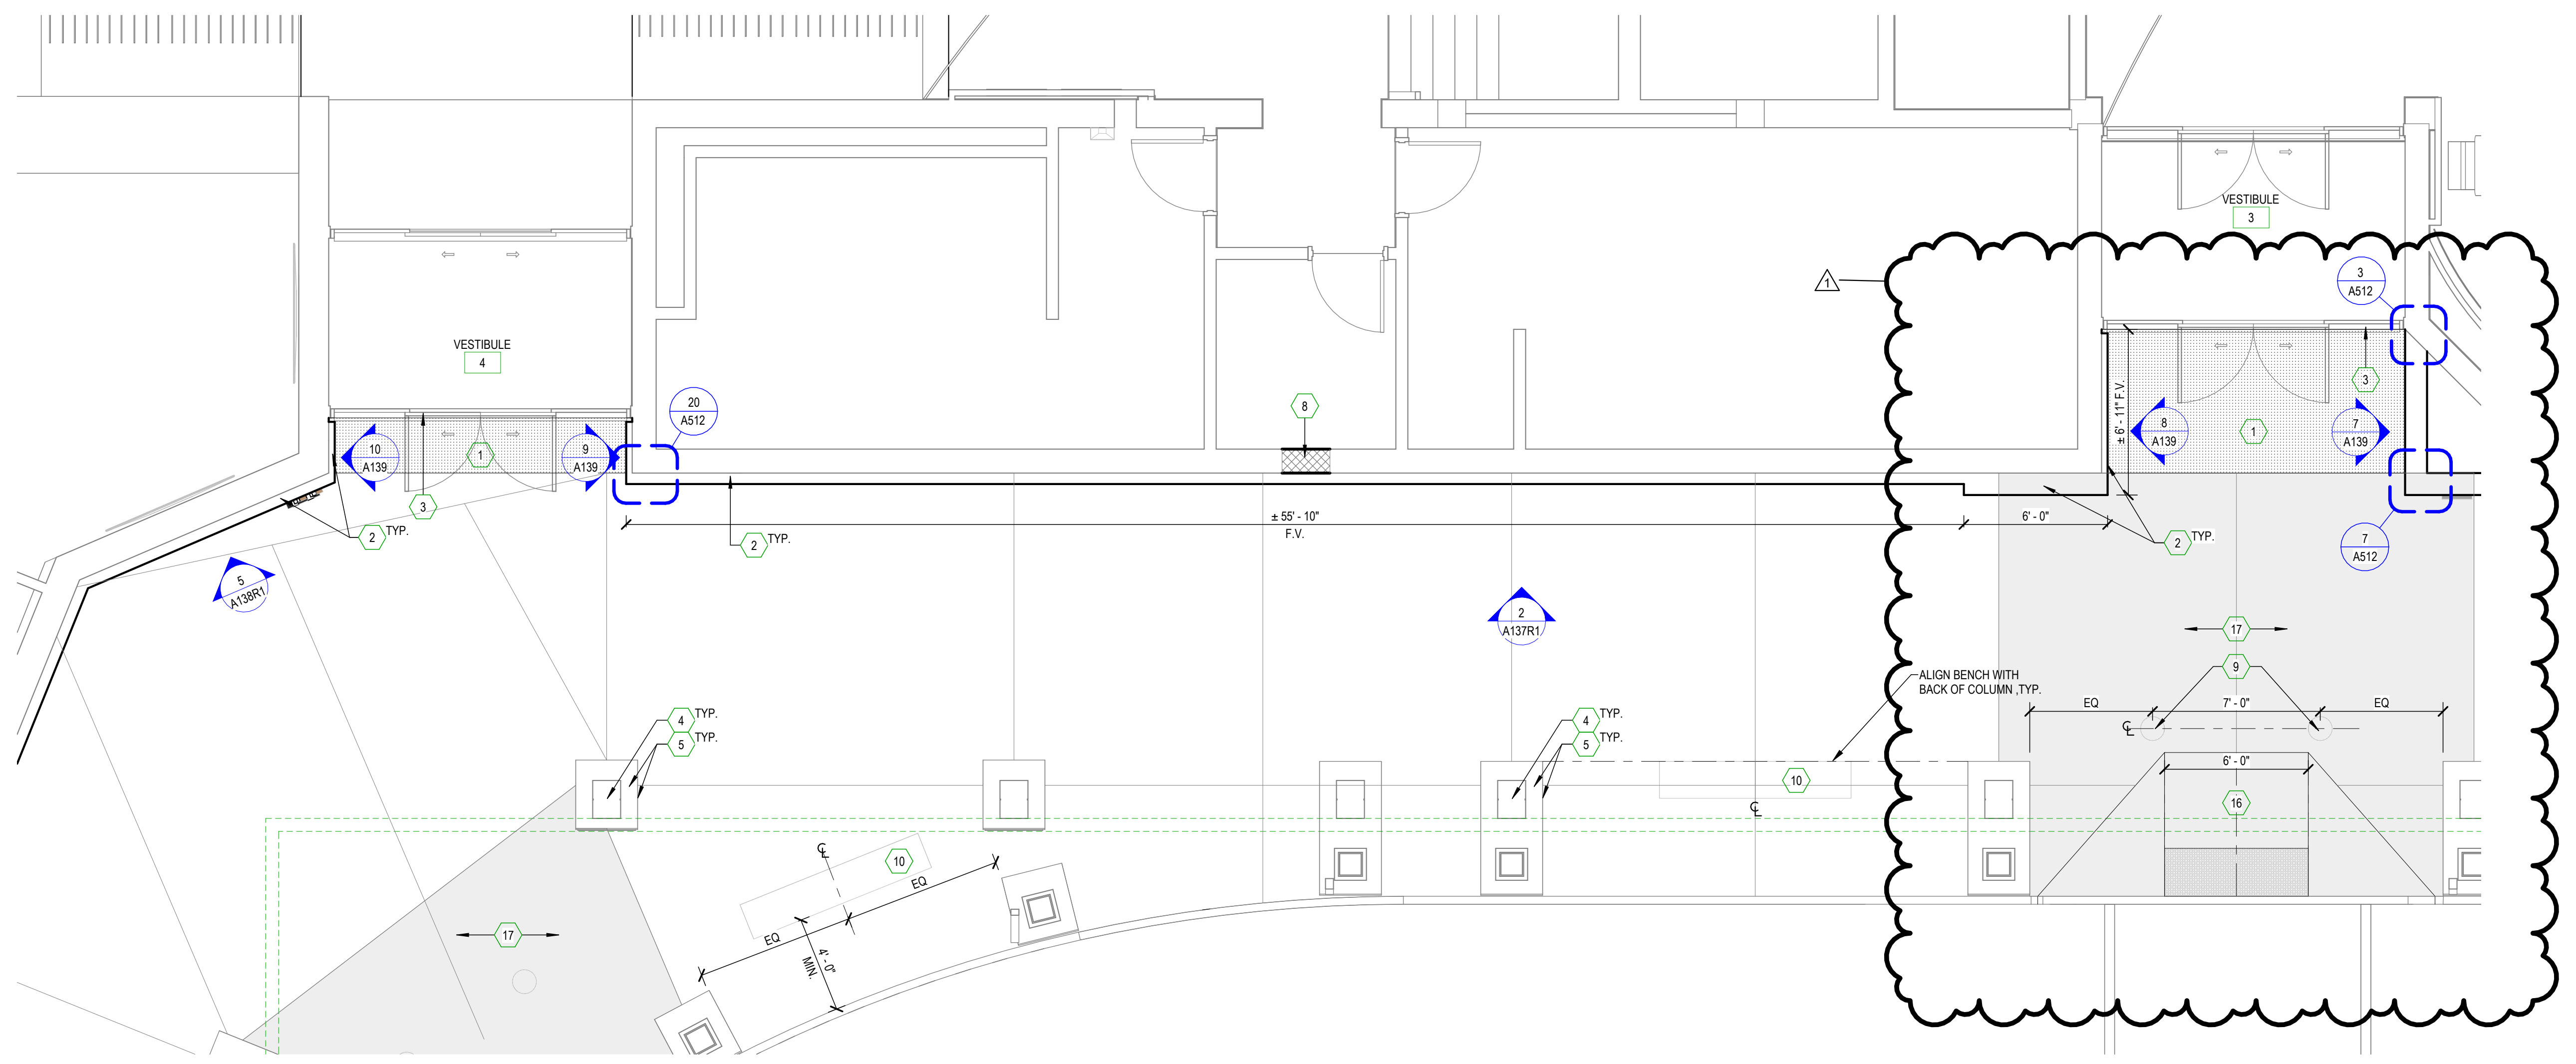 VESTIBULE
3
1
3
A512
VESTIBULE
4
20
A512
8
3
± 6' - 11" F.V.
10
A139
1
9
A139
8
A139
1
7
A139
3
2 TYP.
± 55' - 10"
F.V.
6' - 0"
2 TYP.
2 TYP.
7
A512
5
A138R1
2
A137R1
17
9
ALIGN BENCH WITH
BACK OF COLUMN ,TYP.
EQ
7' - 0"
EQ
4 TYP.
5 TYP.
4 TYP.
5 TYP.
CL
6' - 0"
10
CL
16
CL
10
EQ
EQ
17
4' - 0"
MIN.